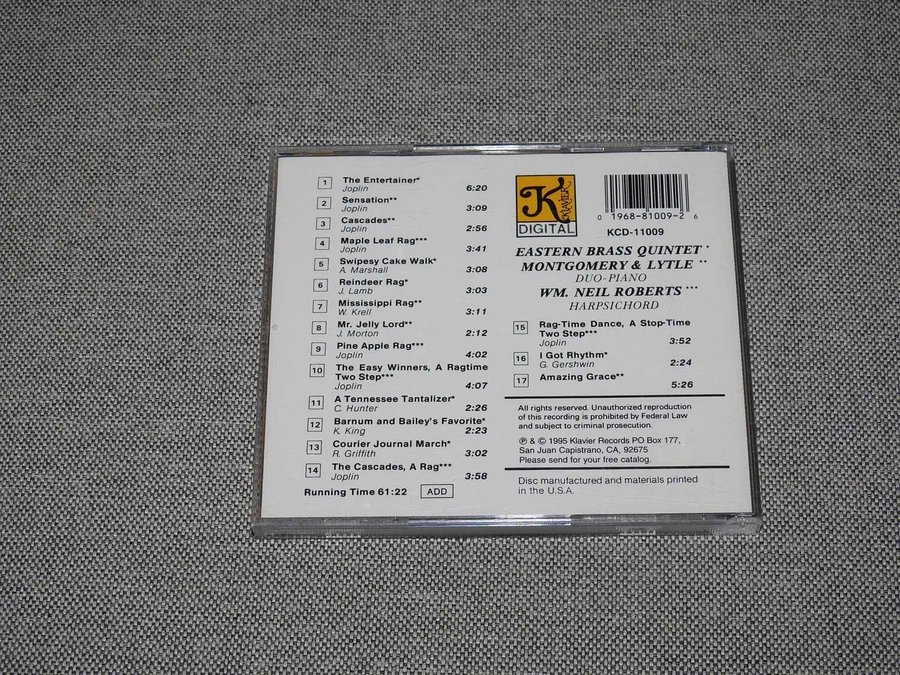 1 The Entertainer*
Joplin 6:20
2 Sensation**
Joplin 3:09
3 Cascades**
Joplin 2:56
4 Maple Leaf Rag***
Joplin 3:41
5 Swipesy Cake Walk*
A. Marshall 3:08
6 Reindeer Rag*
J. Lamb 3:03
7 Mississippi Rag**
W. Krell 3:11
8 Mr. Jelly Lord**
J. Morton 2:12
9 Pine Apple Rag***
Joplin 4:02
10 The Easy Winners, A Ragtime
Two Step***
Joplin 4:07
11 A Tennessee Tantalizer*
C. Hunter 2:26
12 Barnum and Bailey's Favorite*
K. King 2:23
13 Courier Journal March*
R. Griffith 3:02
14 The Cascades, A Rag***
Joplin 3:58
Running Time 61:22 ADD
K KLAVIER
DIGITAL
0 1968-81009-2 6
KCD-11009
EASTERN BRASS QUINTET *
MONTGOMERY & LYTLE **
DUO-PIANO
WM. NEIL ROBERTS ***
HARPSICHORD
15 Rag-Time Dance, A Stop-Time
Two Step***
Joplin 3:52
16 I Got Rhythm*
G. Gershwin 2:24
17 Amazing Grace**
5:26
All rights reserved. Unauthorized reproduction
of this recording is prohibited by Federal Law
and subject to criminal prosecution.
℗ & © 1995 Klavier Records PO Box 177,
San Juan Capistrano, CA, 92675
Please send for your free catalog.
Disc manufactured and materials printed
in the U.S.A.